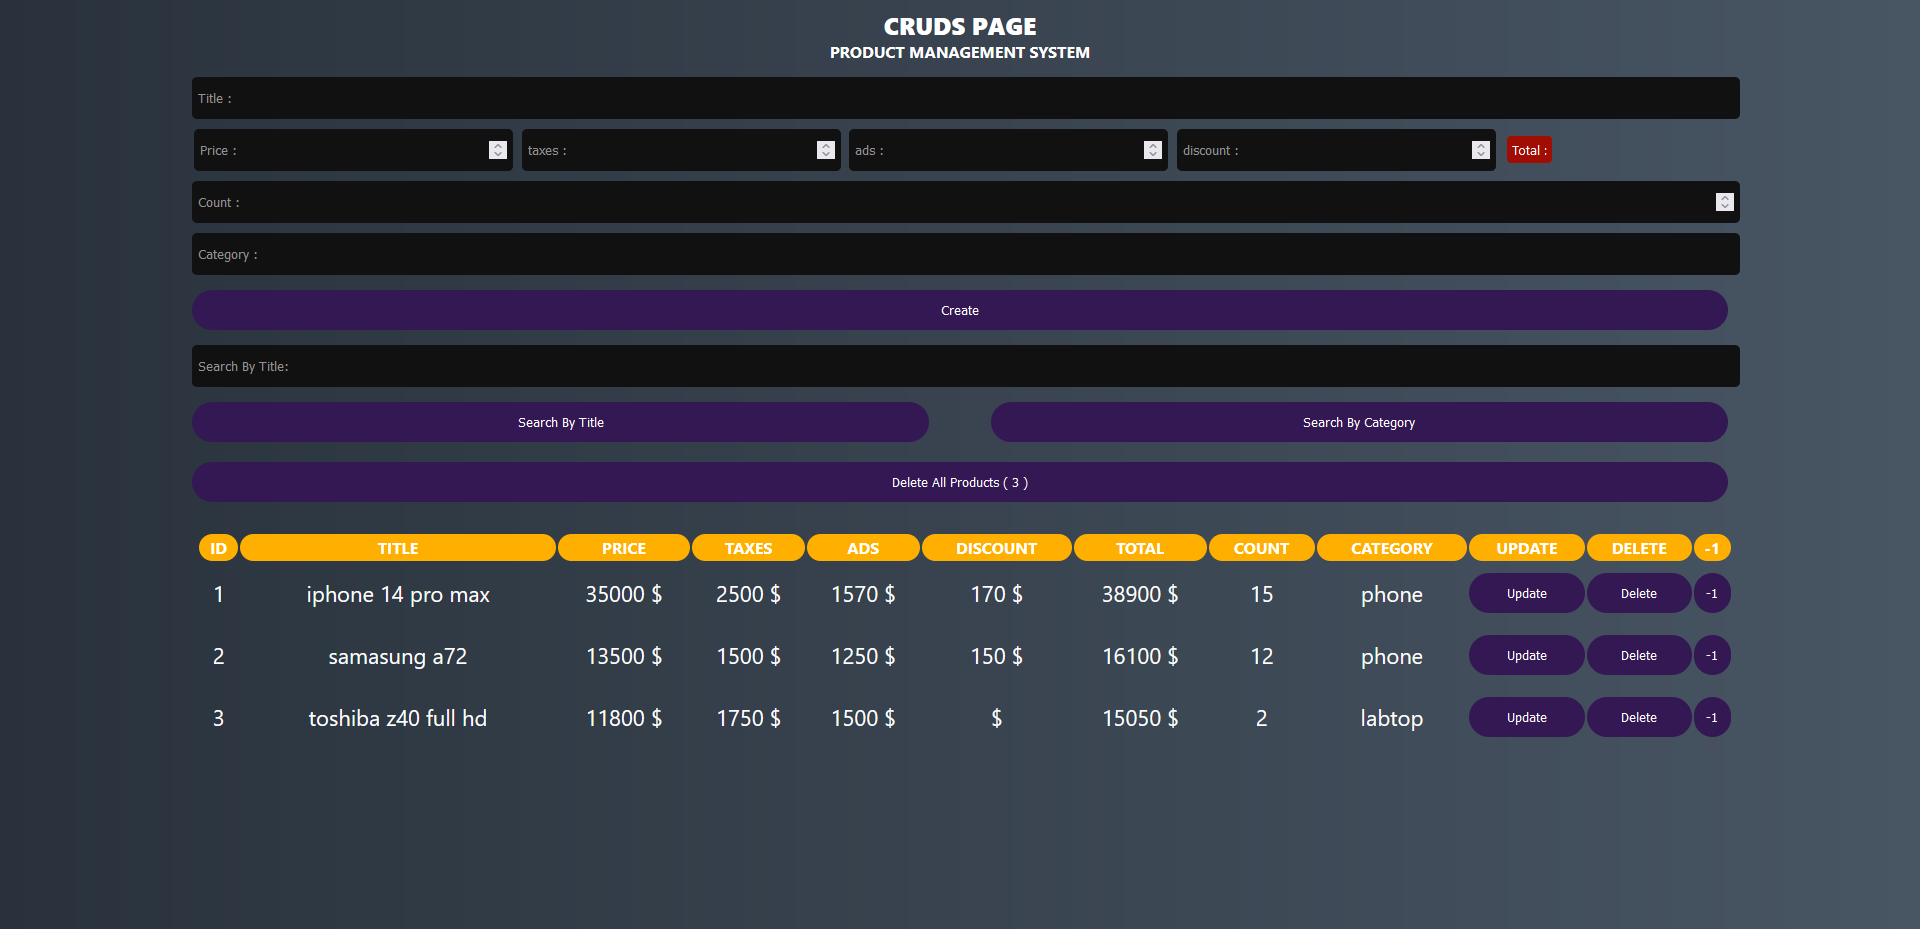 CRUDS PAGE
PRODUCT MANAGEMENT SYSTEM
Title :
Price : taxes : ads : discount : Total :
Count :
Category :
Create
Search By Title:
Search By Title Search By Category
Delete All Products ( 3 )
ID TITLE PRICE TAXES ADS DISCOUNT TOTAL COUNT CATEGORY UPDATE DELETE -1
1 iphone 14 pro max 35000 $ 2500 $ 1570 $ 170 $ 38900 $ 15 phone Update Delete -1
2 samasung a72 13500 $ 1500 $ 1250 $ 150 $ 16100 $ 12 phone Update Delete -1
3 toshiba z40 full hd 11800 $ 1750 $ 1500 $ $ 15050 $ 2 labtop Update Delete -1